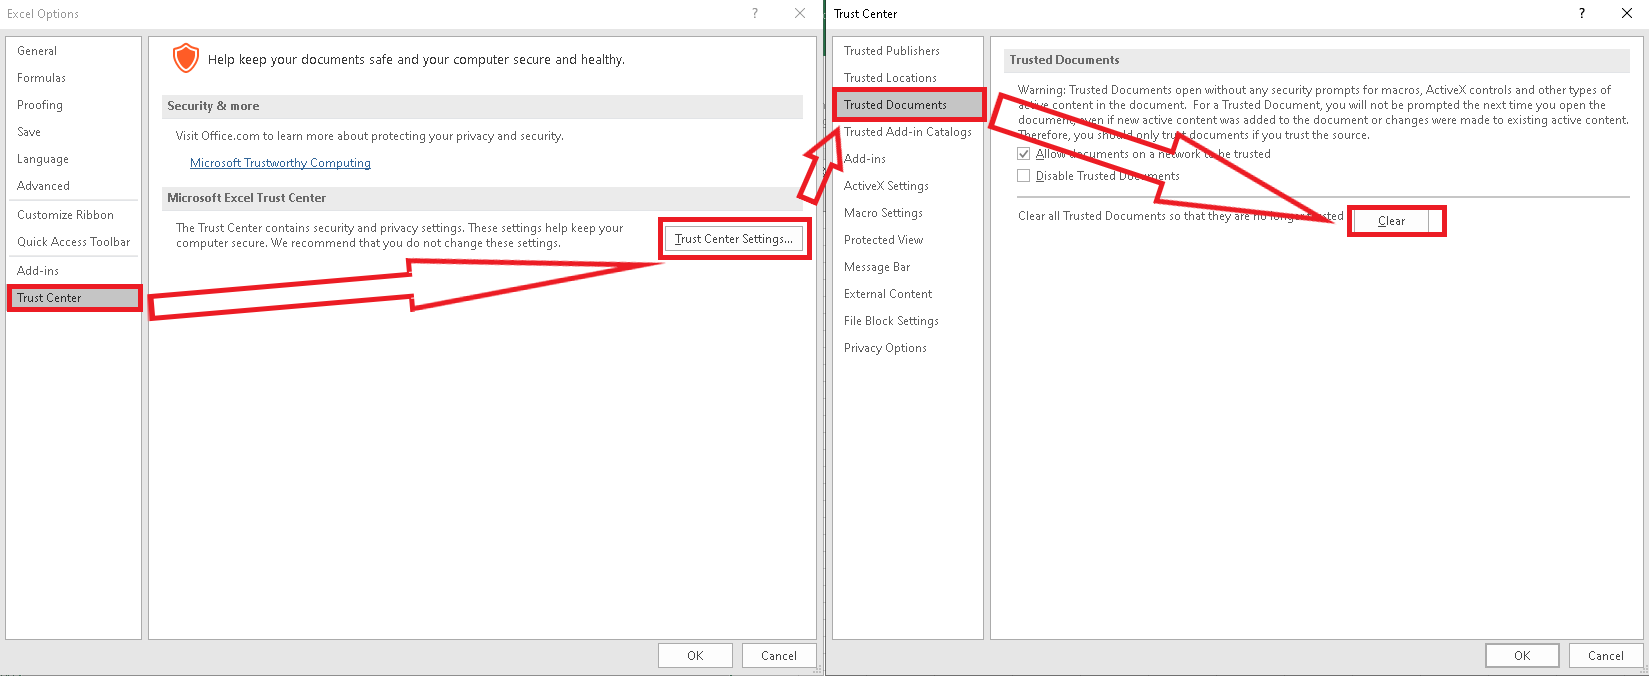 Excel Options
?
General
Formulas
Proofing
Save
Language
Advanced
Customize Ribbon
Quick Access Toolbar
Add-ins
Trust Center
Help keep your documents safe and your computer secure and healthy.
Security & more
Visit Office.com to learn more about protecting your privacy and security.
Microsoft Trustworthy Computing
Microsoft Excel Trust Center
The Trust Center contains security and privacy settings. These settings help keep your
computer secure. We recommend that you do not change these settings.
Trust Center Settings...
OK
Cancel
Trust Center
?
Trusted Publishers
Trusted Locations
Trusted Documents
Trusted Add-in Catalogs
Add-ins
ActiveX Settings
Macro Settings
Protected View
Message Bar
External Content
File Block Settings
Privacy Options
Trusted Documents
Warning: Trusted Documents open without any security prompts for macros, ActiveX controls and other types of
active content in the document. For a Trusted Document, you will not be prompted the next time you open the
document, even if new active content was added to the document or changes were made to existing active content.
Therefore, you should only trust documents if you trust the source.
Allow documents on a network to be trusted
Disable Trusted Documents
Clear all Trusted Documents so that they are no longer trusted
Clear
OK
Cancel